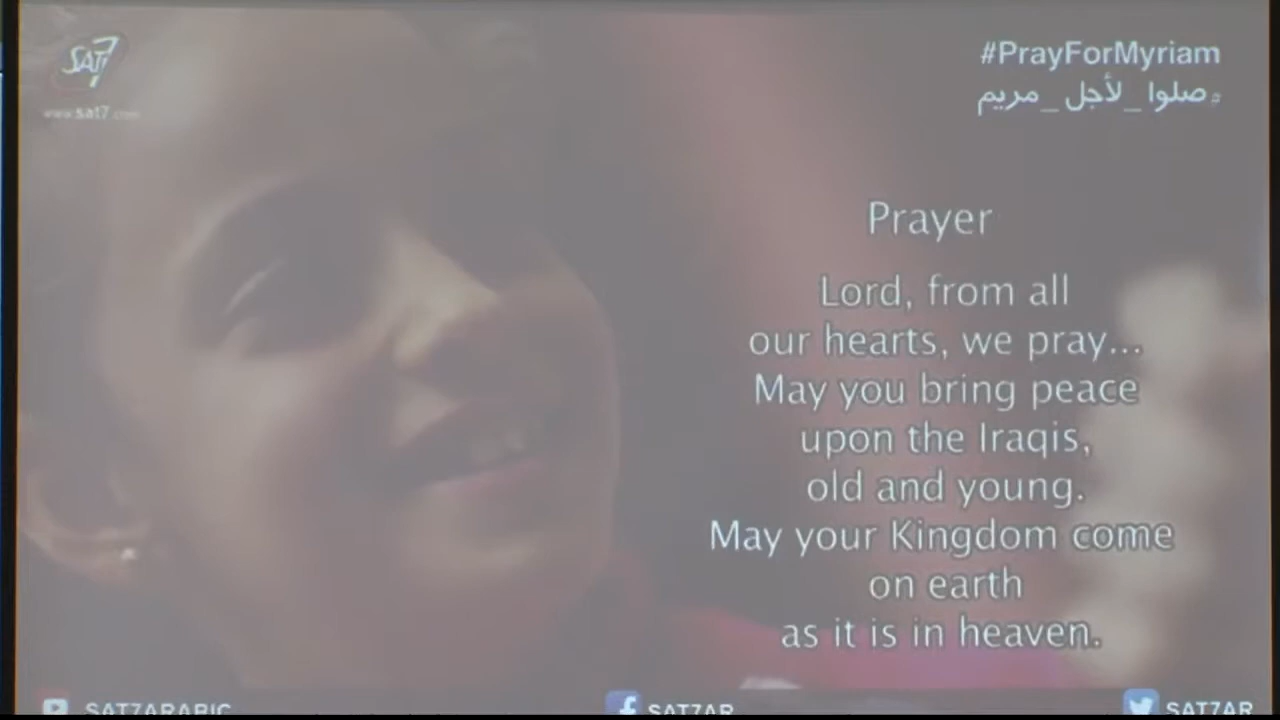 SAT7
www.sat7.com
#PrayForMyriam
#صلوا_لأجل_مريم
Prayer
Lord, from all
our hearts, we pray...
May you bring peace
upon the Iraqis,
old and young.
May your Kingdom come
on earth
as it is in heaven.
SAT7ARABIC
SAT7AR
SAT7AR